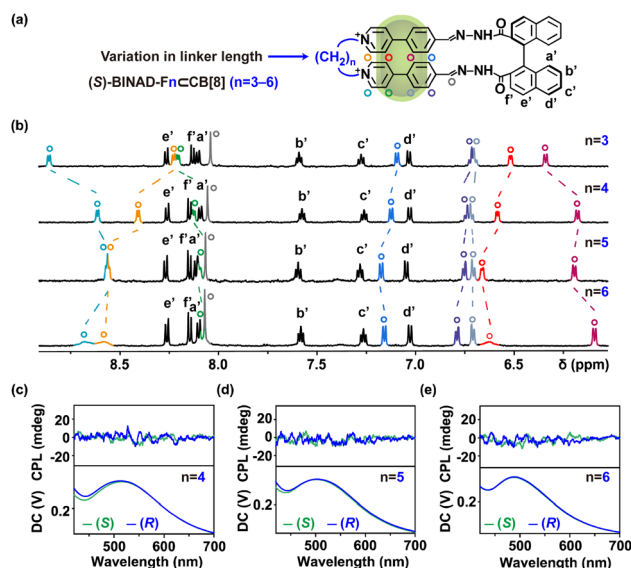 (a)
Variation in linker length
(S)-BINAD-Fn⊂CB[8] (n=3–6)
(CH₂)n
N+
N+
N-NH
N-NH
O
O
a'
b'
c'
d'
e'
f'
(b)
e' f' a' b' c' d' n=3
n=4
e' f' a' b' c' d'
n=5
e' f' a' b' c' d'
n=6
e' f' a' b' c' d'
8.5 8.0 7.5 7.0 6.5 δ (ppm)
(c) (d) (e)
CPL (mdeg) 20 0 -20
DC (V) 0.2
n=4
(S) (R)
500 600 700
Wavelength (nm)
CPL (mdeg) 20 0 -20
DC (V) 0.2
n=5
(S) (R)
500 600 700
Wavelength (nm)
CPL (mdeg) 20 0 -20
DC (V) 0.2
n=6
(S) (R)
500 600 700
Wavelength (nm)